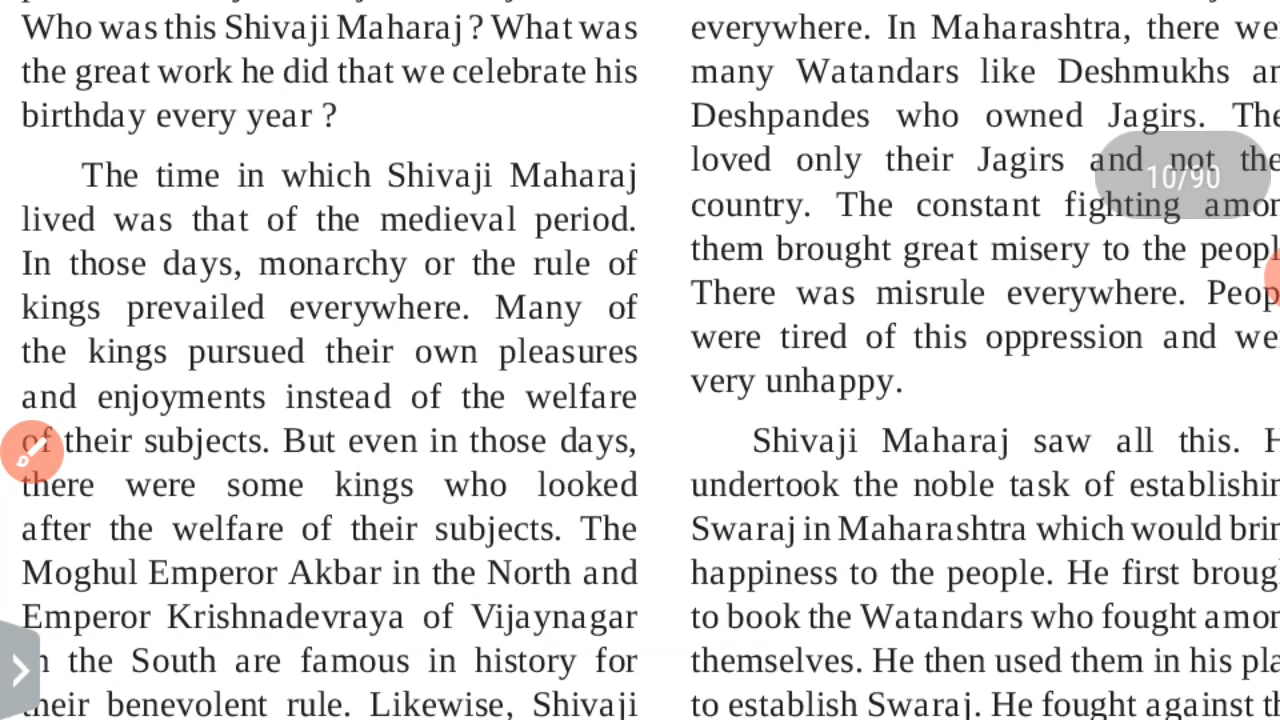 Who was this Shivaji Maharaj ? What was
the great work he did that we celebrate his
birthday every year ?
The time in which Shivaji Maharaj
lived was that of the medieval period.
In those days, monarchy or the rule of
kings prevailed everywhere. Many of
the kings pursued their own pleasures
and enjoyments instead of the welfare
of their subjects. But even in those days,
there were some kings who looked
after the welfare of their subjects. The
Moghul Emperor Akbar in the North and
Emperor Krishnadevraya of Vijaynagar
the South are famous in history for
their benevolent rule. Likewise, Shivaji
everywhere. In Maharashtra, there
many Watandars like Deshmukhs
Deshpandes who owned Jagirs.
loved only their Jagirs and not
country. The constant fighting
them brought great misery to the
There was misrule everywhere.
were tired of this oppression and
very unhappy.
Shivaji Maharaj saw all this.
undertook the noble task of
Swaraj in Maharashtra which would
happiness to the people. He first
to book the Watandars who fought
themselves. He then used them in his
to establish Swaraj. He fought against
10/90